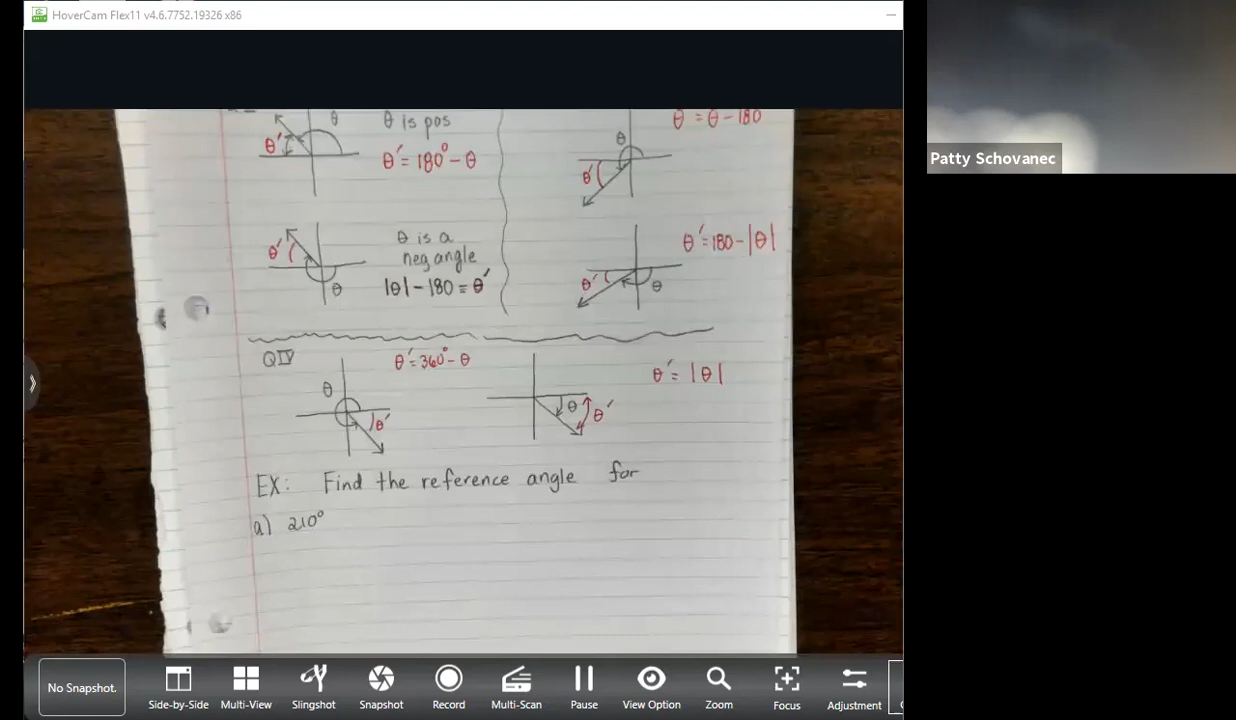 HoverCam Flex11 v4.6.7752.19326 x86
θ
θ is pos
θ'
θ' = 180° - θ
θ' = θ - 180
θ
θ'
θ is a
neg angle
|θ| - 180 = θ'
θ'
θ
θ' = 180 - |θ|
θ'
θ
QIV
θ' = 360° - θ
θ
θ'
θ' = |θ|
θ
θ'
EX: Find the reference angle for
a) 210°
Patty Schovanec
No Snapshot.
Side-by-Side
Multi-View
Slingshot
Snapshot
Record
Multi-Scan
Pause
View Option
Zoom
Focus
Adjustment